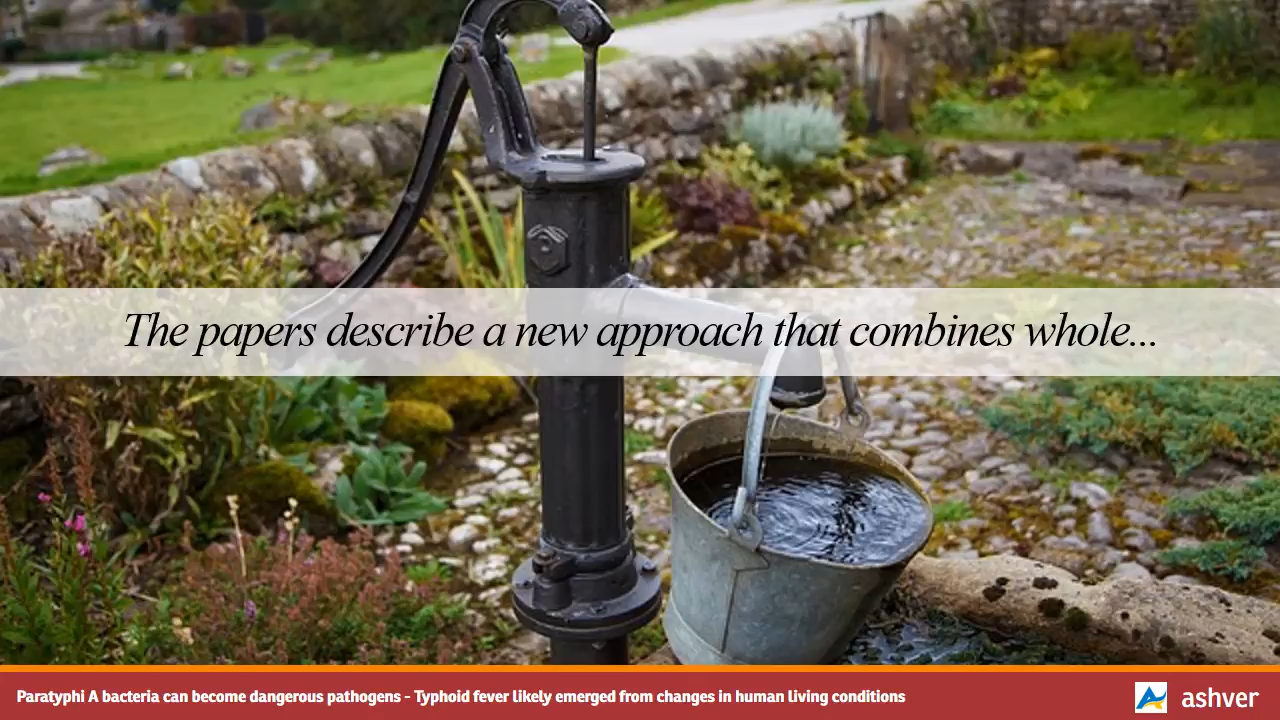 The papers describe a new approach that combines whole...
Paratyphi A bacteria can become dangerous pathogens - Typhoid fever likely emerged from changes in human living conditions
ashver